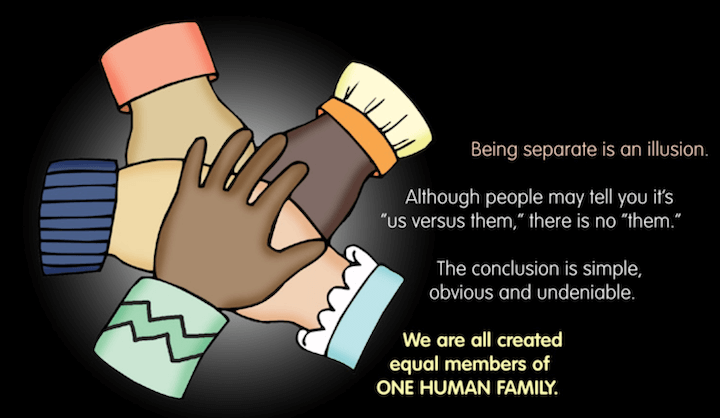 Being separate is an illusion.
Although people may tell you it's
"us versus them," there is no "them."
The conclusion is simple,
obvious and undeniable.
We are all created
equal members of
ONE HUMAN FAMILY.